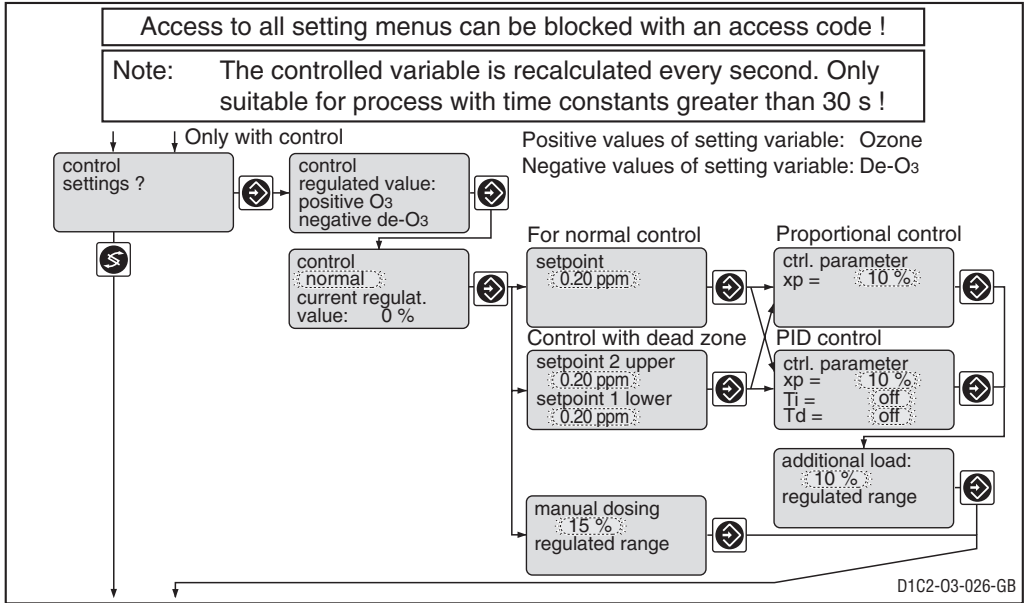 Access to all setting menus can be blocked with an access code !
Note: The controlled variable is recalculated every second. Only
suitable for process with time constants greater than 30 s !
Only with control
Positive values of setting variable: Ozone
Negative values of setting variable: De-O3
control
settings ?
control
regulated value:
positive O3
negative de-O3
control
normal
current regulat.
value: 0 %
For normal control
setpoint
0.20 ppm
Proportional control
ctrl. parameter
xp = 10 %
Control with dead zone
setpoint 2 upper
0.20 ppm
setpoint 1 lower
0.20 ppm
PID control
ctrl. parameter
xp = 10 %
Ti = off
Td = off
additional load:
10 %
regulated range
manual dosing
15 %
regulated range
D1C2-O3-026-GB